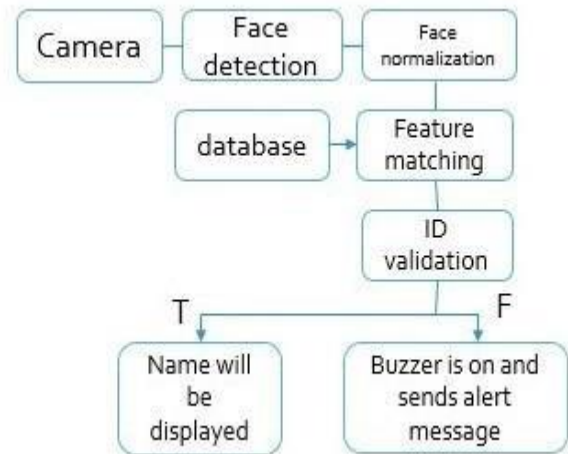 Camera
Face
detection
Face
normalization
database
Feature
matching
ID
validation
T
F
Name will
be
displayed
Buzzer is on and
sends alert
message